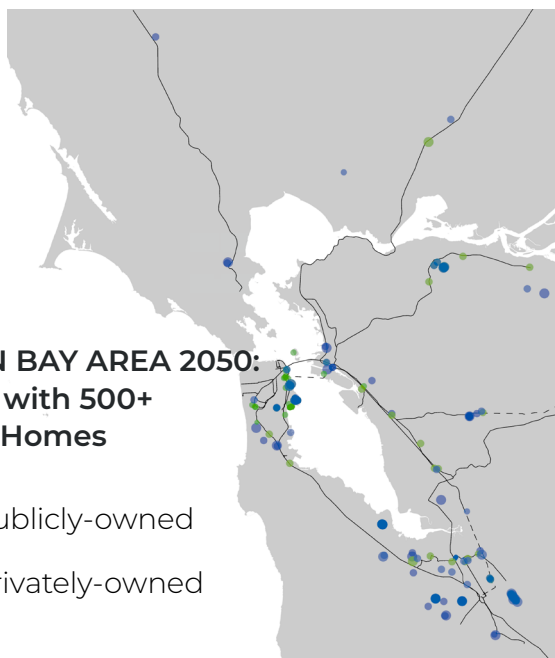 N BAY AREA 2050:
with 500+
Homes
ublicly-owned
rivately-owned